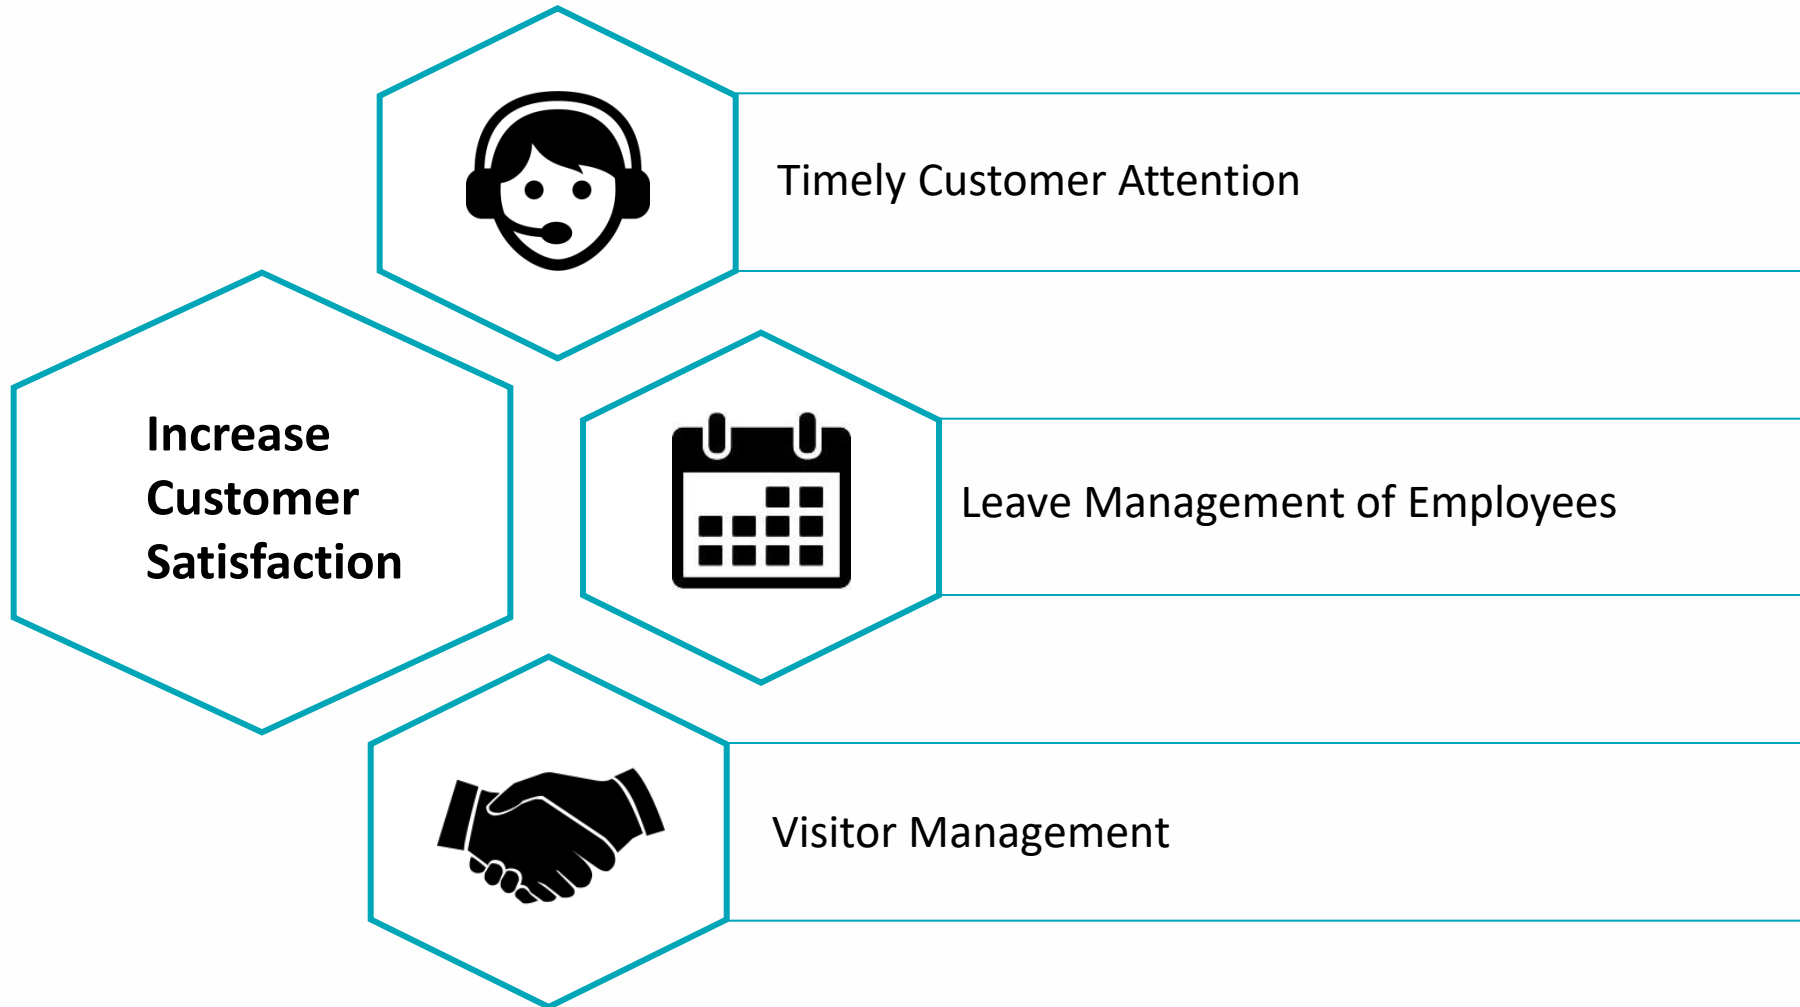 Timely Customer Attention
Increase
Customer
Satisfaction
Leave Management of Employees
Visitor Management